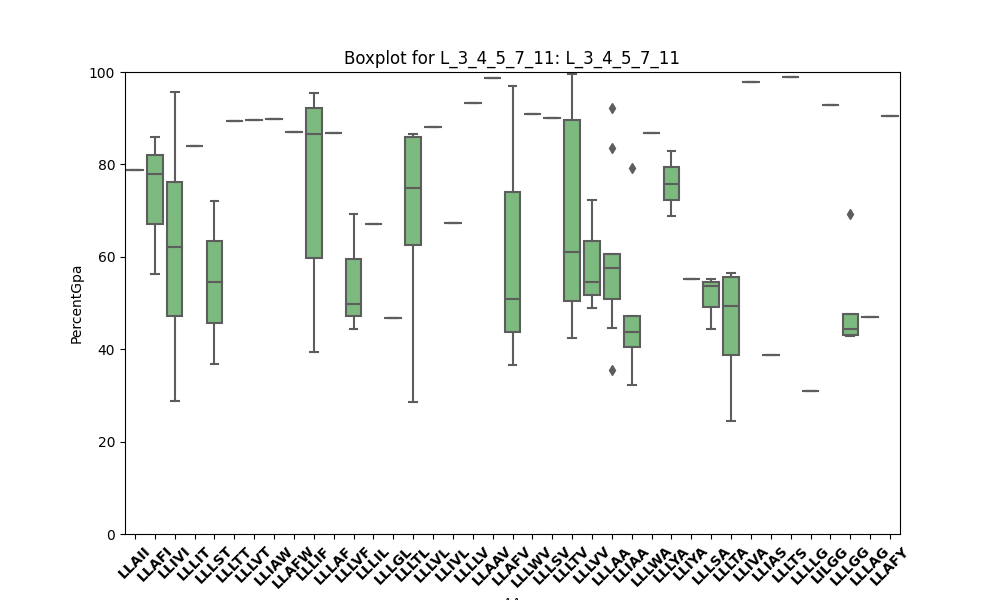 Boxplot for L_3_4_5_7_11: L_3_4_5_7_11
100
80
60
40
20
0
PercentGpa
LLAII LLAFI LLIVI LLLIT LLLST LLLTT LLLVT LLIAW LLAFW LLLIF LLLAF LLLVF LLLIL LLLGL LLLTL LLLVL LLIVL LLLLV LLAAV LLAFV LLLWV LLLSV LLLTV LLLVV LLLAA LLIAA LLLWA LLLYA LLIYA LLLSA LLLTA LLIVA LLIAS LLLTS LLLLG LILGG LLLGG LLLAG LLAFY